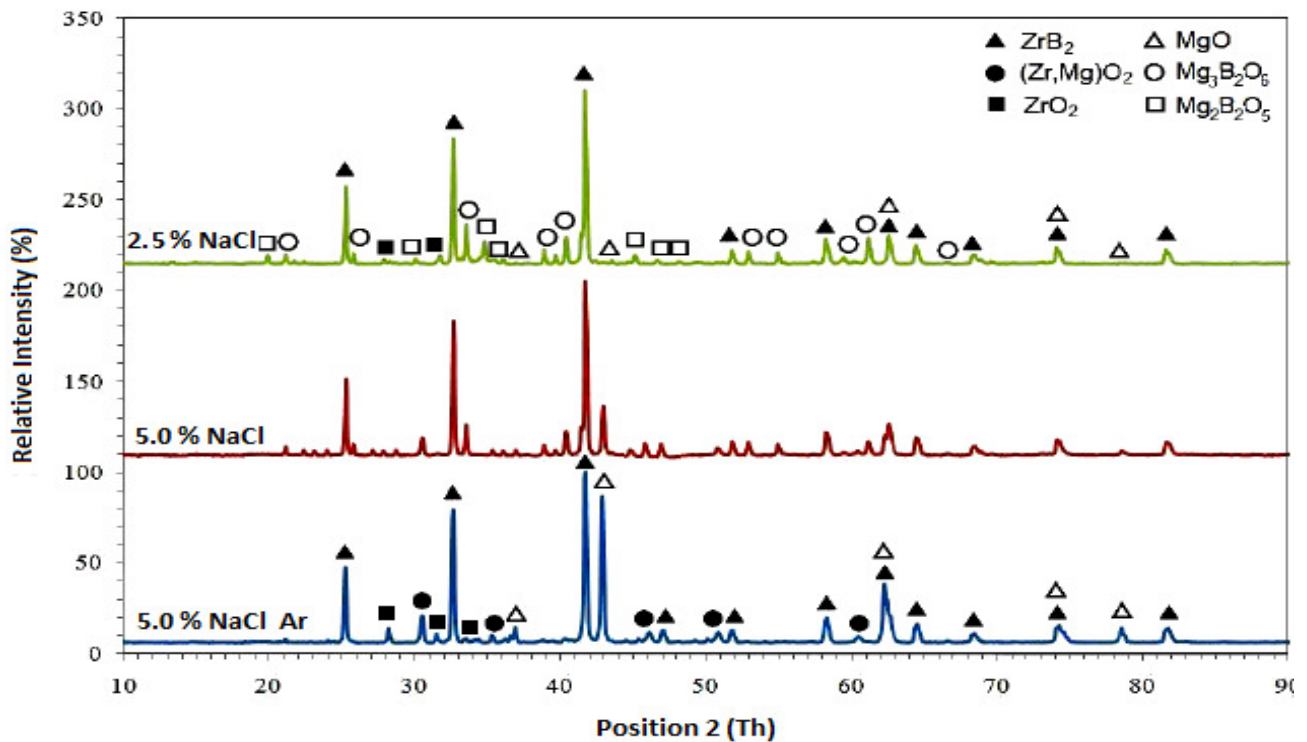 350
300
250
200
150
100
50
0
Relative Intensity (%)
▲ ZrB₂ △ MgO
● (Zr,Mg)O₂ ○ Mg₃B₂O₆
■ ZrO₂ □ Mg₂B₂O₅
2.5 % NaCl
5.0 % NaCl
5.0 % NaCl Ar
10 20 30 40 50 60 70 80 90
Position 2 (Th)